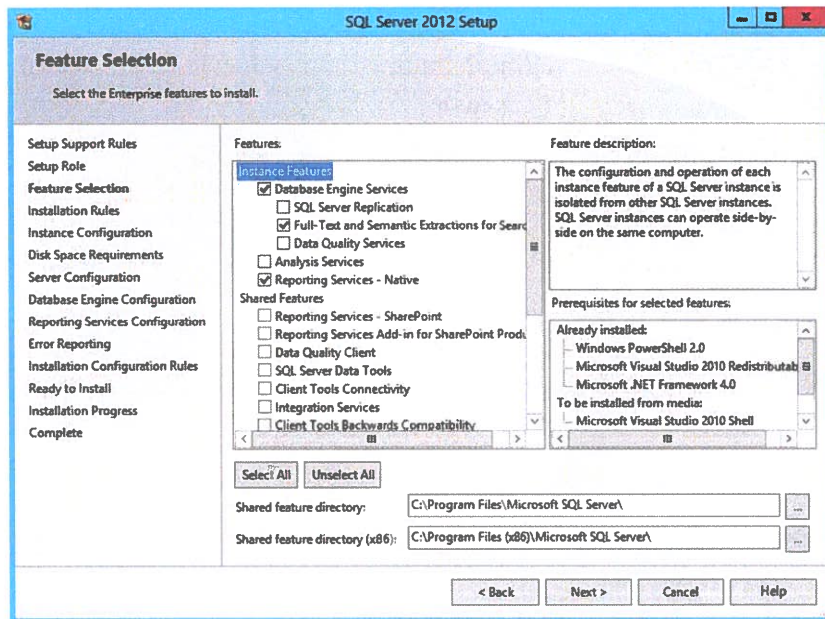 SQL Server 2012 Setup
Feature Selection
Select the Enterprise features to install.
Setup Support Rules
Setup Role
Feature Selection
Installation Rules
Instance Configuration
Disk Space Requirements
Server Configuration
Database Engine Configuration
Reporting Services Configuration
Error Reporting
Installation Configuration Rules
Ready to Install
Installation Progress
Complete
Features:
Instance Features
Database Engine Services
SQL Server Replication
Full-Text and Semantic Extractions for Searc
Data Quality Services
Analysis Services
Reporting Services - Native
Shared Features
Reporting Services - SharePoint
Reporting Services Add-in for SharePoint Produ
Data Quality Client
SQL Server Data Tools
Client Tools Connectivity
Integration Services
Client Tools Backwards Compatibility
Feature description:
The configuration and operation of each
instance feature of a SQL Server instance is
isolated from other SQL Server instances.
SQL Server instances can operate side-by-
side on the same computer.
Prerequisites for selected features:
Already installed:
Windows PowerShell 2.0
Microsoft Visual Studio 2010 Redistributab
Microsoft .NET Framework 4.0
To be installed from media:
Microsoft Visual Studio 2010 Shell
Select All
Unselect All
Shared feature directory:
C:\Program Files\Microsoft SQL Server\
...
Shared feature directory (x86):
C:\Program Files (x86)\Microsoft SQL Server\
...
< Back
Next >
Cancel
Help